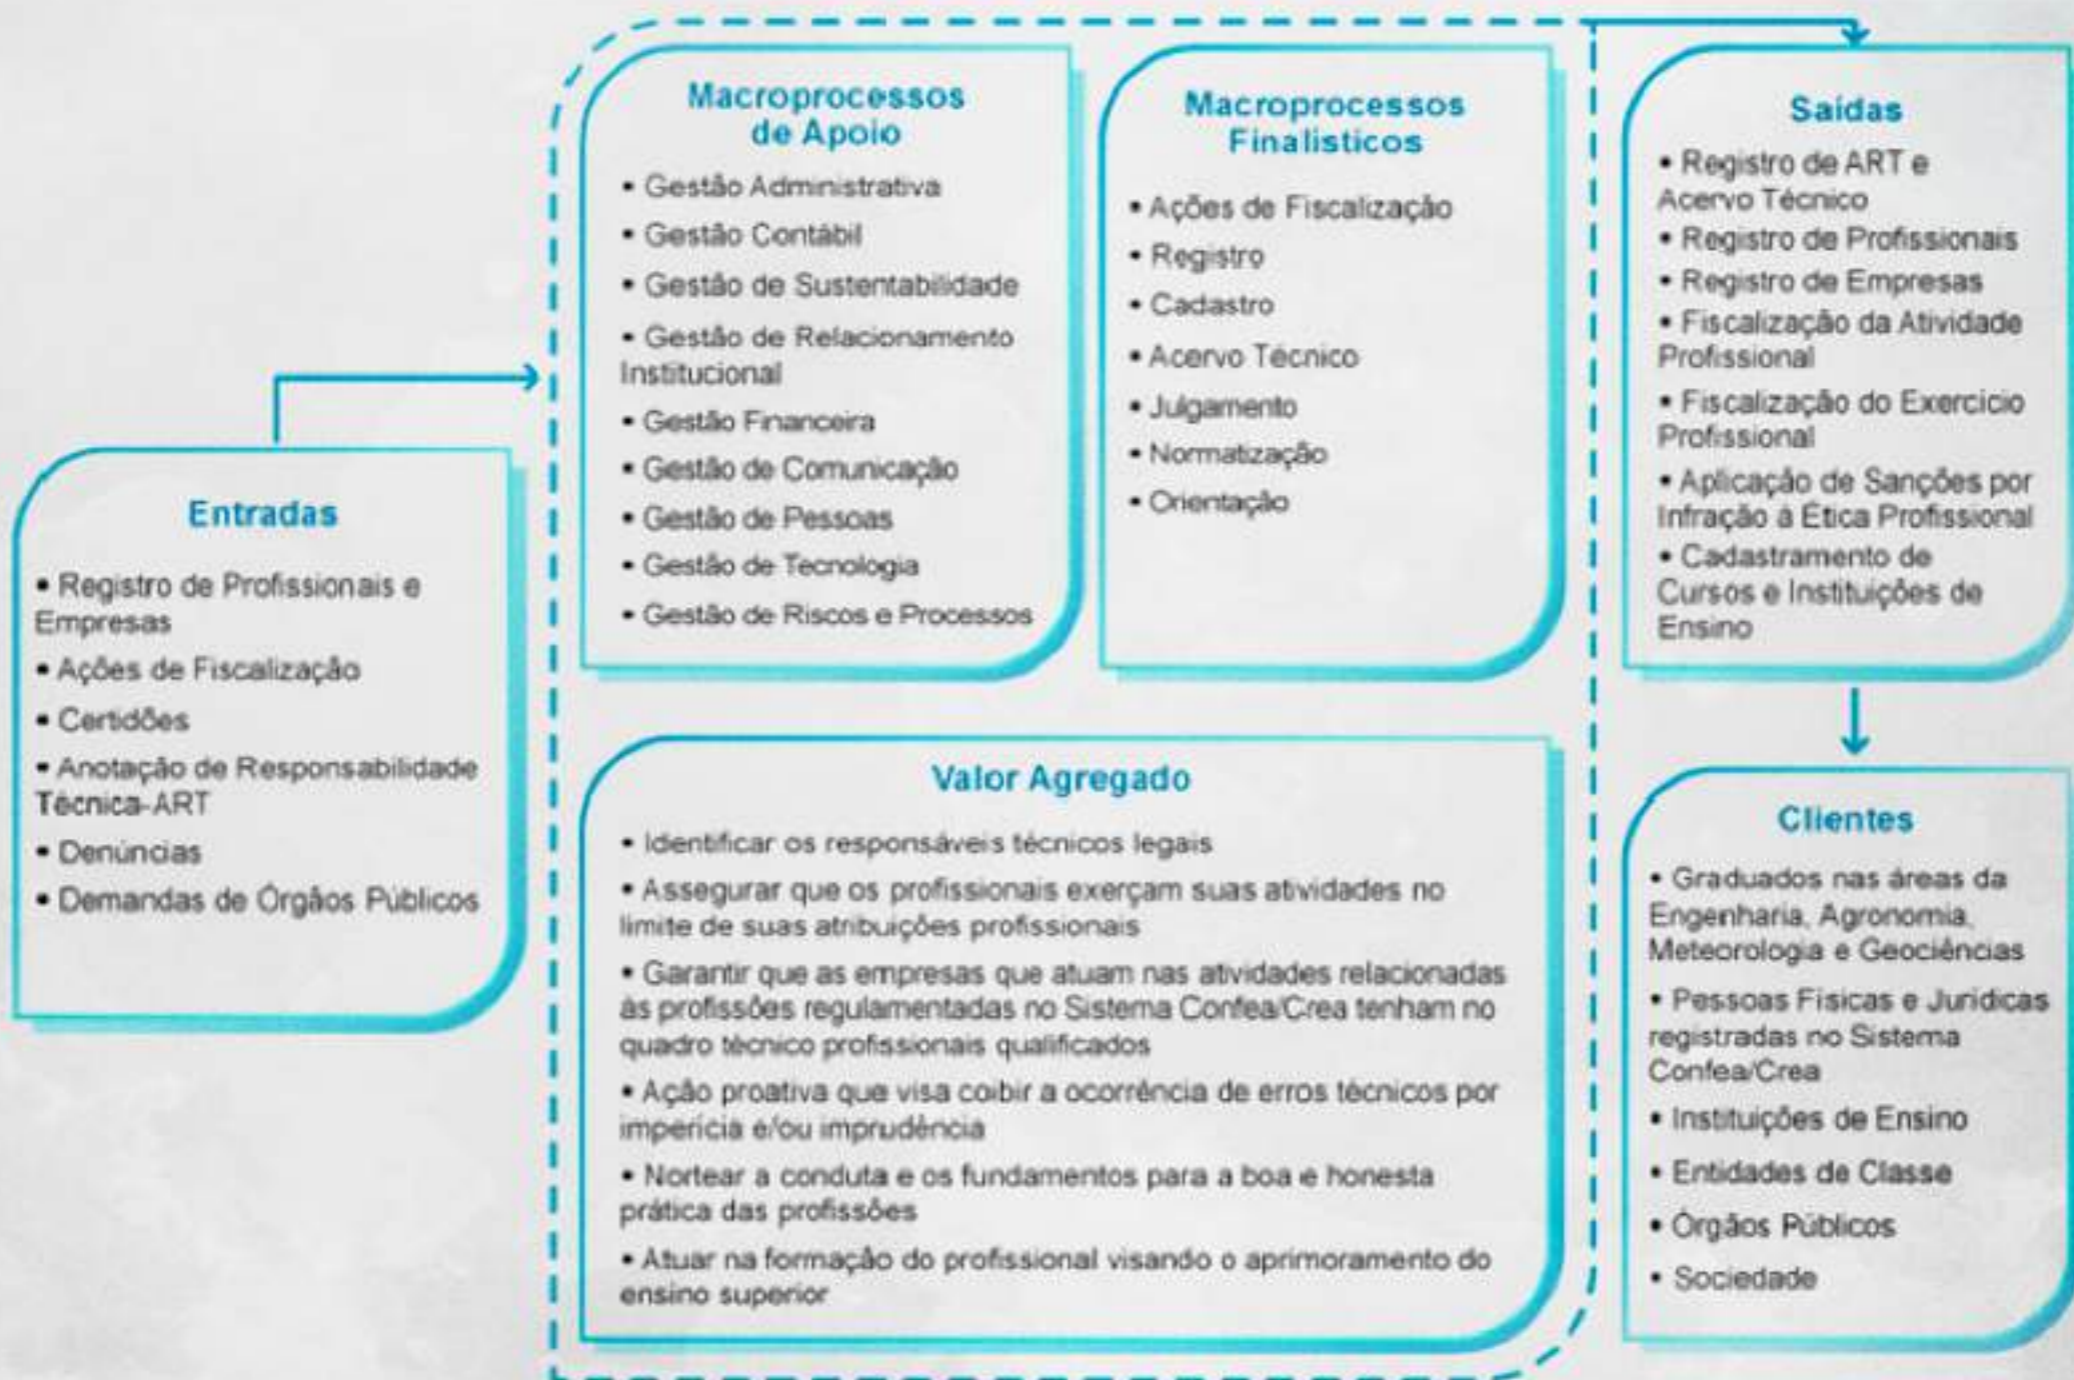 Entradas
• Registro de Profissionais e
Empresas
• Ações de Fiscalização
• Certidões
• Anotação de Responsabilidade
Técnica-ART
• Denúncias
• Demandas de Órgãos Públicos
Macroprocessos
de Apoio
• Gestão Administrativa
• Gestão Contábil
• Gestão de Sustentabilidade
• Gestão de Relacionamento
Institucional
• Gestão Financeira
• Gestão de Comunicação
• Gestão de Pessoas
• Gestão de Tecnologia
• Gestão de Riscos e Processos
Macroprocessos
Finalisticos
• Ações de Fiscalização
• Registro
• Cadastro
• Acervo Técnico
• Julgamento
• Normatização
• Orientação
Valor Agregado
• Identificar os responsáveis técnicos legais
• Assegurar que os profissionais exerçam suas atividades no
limite de suas atribuições profissionais
• Garantir que as empresas que atuam nas atividades relacionadas
às profissões regulamentadas no Sistema Confea/Crea tenham no
quadro técnico profissionais qualificados
• Ação proativa que visa coibir a ocorrência de erros técnicos por
imperícia e/ou imprudência
• Nortear a conduta e os fundamentos para a boa e honesta
prática das profissões
• Atuar na formação do profissional visando o aprimoramento do
ensino superior
Saídas
• Registro de ART e
Acervo Técnico
• Registro de Profissionais
• Registro de Empresas
• Fiscalização da Atividade
Profissional
• Fiscalização do Exercício
Profissional
• Aplicação de Sanções por
Infração à Ética Profissional
• Cadastramento de
Cursos e Instituições de
Ensino
Clientes
• Graduados nas áreas da
Engenharia, Agronomia,
Meteorologia e Geociências
• Pessoas Físicas e Jurídicas
registradas no Sistema
Confea/Crea
• Instituições de Ensino
• Entidades de Classe
• Órgãos Públicos
• Sociedade